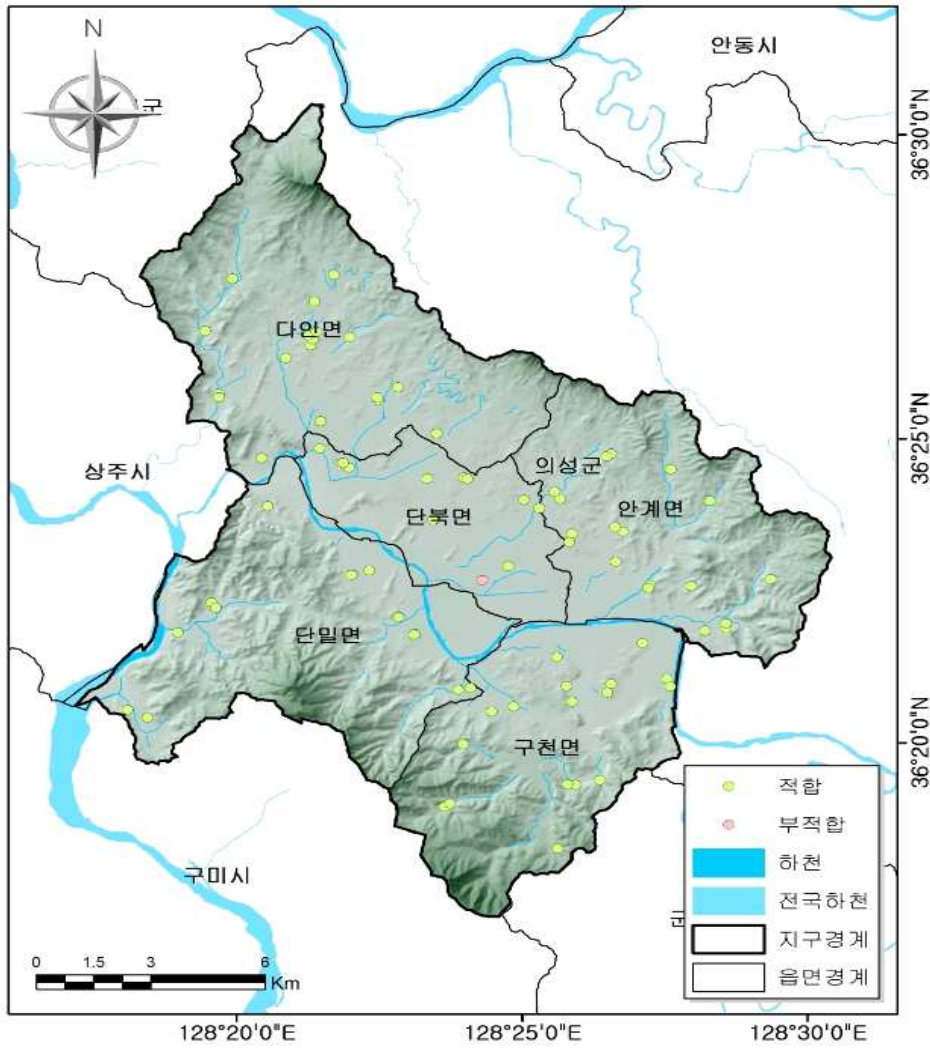 N
안동시
군
36°30'0"N
다인면
36°25'0"N
상주시
의성군
단북면
안계면
단밀면
36°20'0"N
구천면
적합
부적합
하천
전국하천
지구경계
읍면경계
구미시
군
0 1.5 3 6
Km
128°20'0"E 128°25'0"E 128°30'0"E